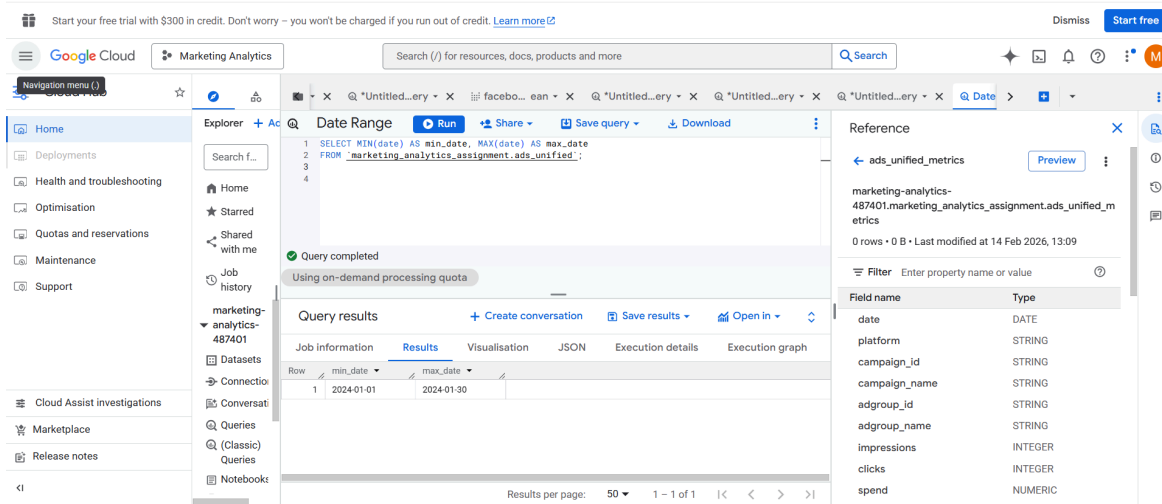 Start your free trial with $300 in credit. Don't worry – you won't be charged if you run out of credit. Learn more
Dismiss
Start free
Google Cloud
Marketing Analytics
Search (/) for resources, docs, products and more
Search
M
Navigation menu (.)
Cloud Hub
Home
Deployments
Health and troubleshooting
Optimisation
Quotas and reservations
Maintenance
Support
Cloud Assist investigations
Marketplace
Release notes
Explorer
+ Ac
Search f...
Home
Starred
Shared
with me
Job
history
marketing-
analytics-
487401
Datasets
Connection
Conversati
Queries
(Classic)
Queries
Notebooks
*Untitled...ery
facebo... ean
*Untitled...ery
*Untitled...ery
*Untitled...ery
Date
Date Range
Run
Share
Save query
Download
1 SELECT MIN(date) AS min_date, MAX(date) AS max_date
2 FROM `marketing_analytics_assignment.ads_unified`;
3
4
Query completed
Using on-demand processing quota
Query results
+ Create conversation
Save results
Open in
Job information
Results
Visualisation
JSON
Execution details
Execution graph
Row min_date max_date
1 2024-01-01 2024-01-30
Results per page: 50 1 – 1 of 1
Reference
ads_unified_metrics
Preview
marketing-analytics-
487401.marketing_analytics_assignment.ads_unified_m
etrics
0 rows • 0 B • Last modified at 14 Feb 2026, 13:09
Filter Enter property name or value
Field name Type
date DATE
platform STRING
campaign_id STRING
campaign_name STRING
adgroup_id STRING
adgroup_name STRING
impressions INTEGER
clicks INTEGER
spend NUMERIC